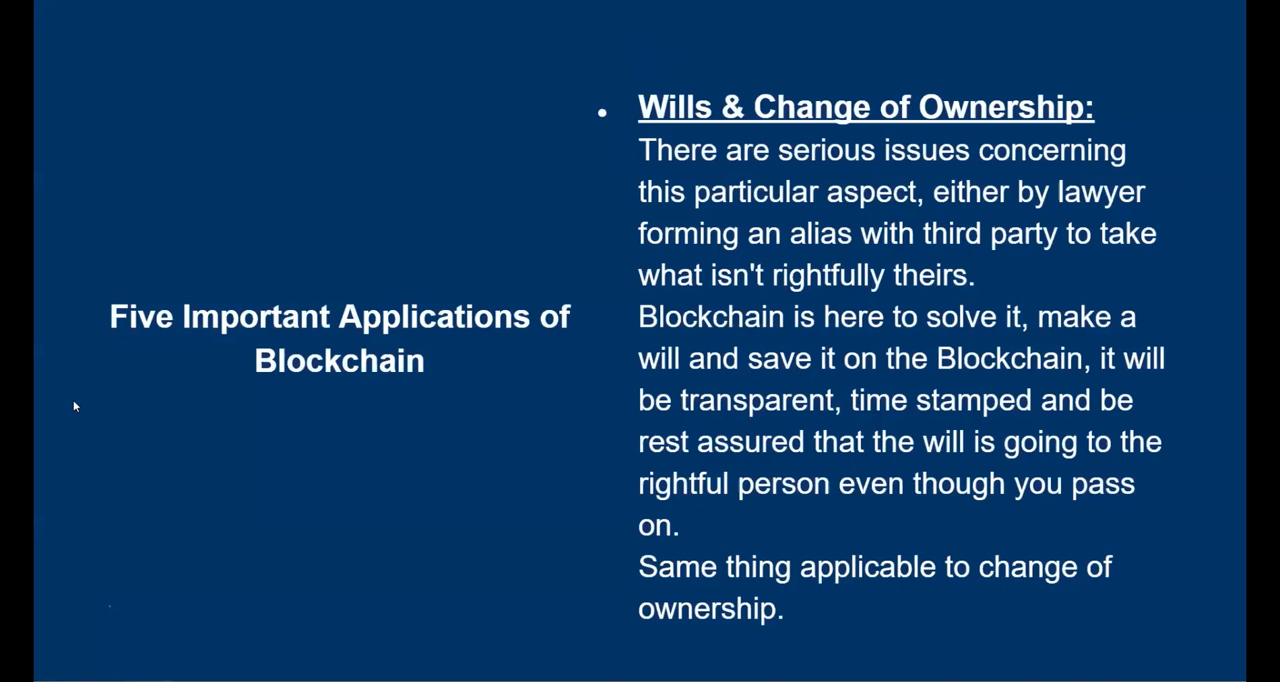 Five Important Applications of
Blockchain
• Wills & Change of Ownership:
There are serious issues concerning
this particular aspect, either by lawyer
forming an alias with third party to take
what isn't rightfully theirs.
Blockchain is here to solve it, make a
will and save it on the Blockchain, it will
be transparent, time stamped and be
rest assured that the will is going to the
rightful person even though you pass
on.
Same thing applicable to change of
ownership.